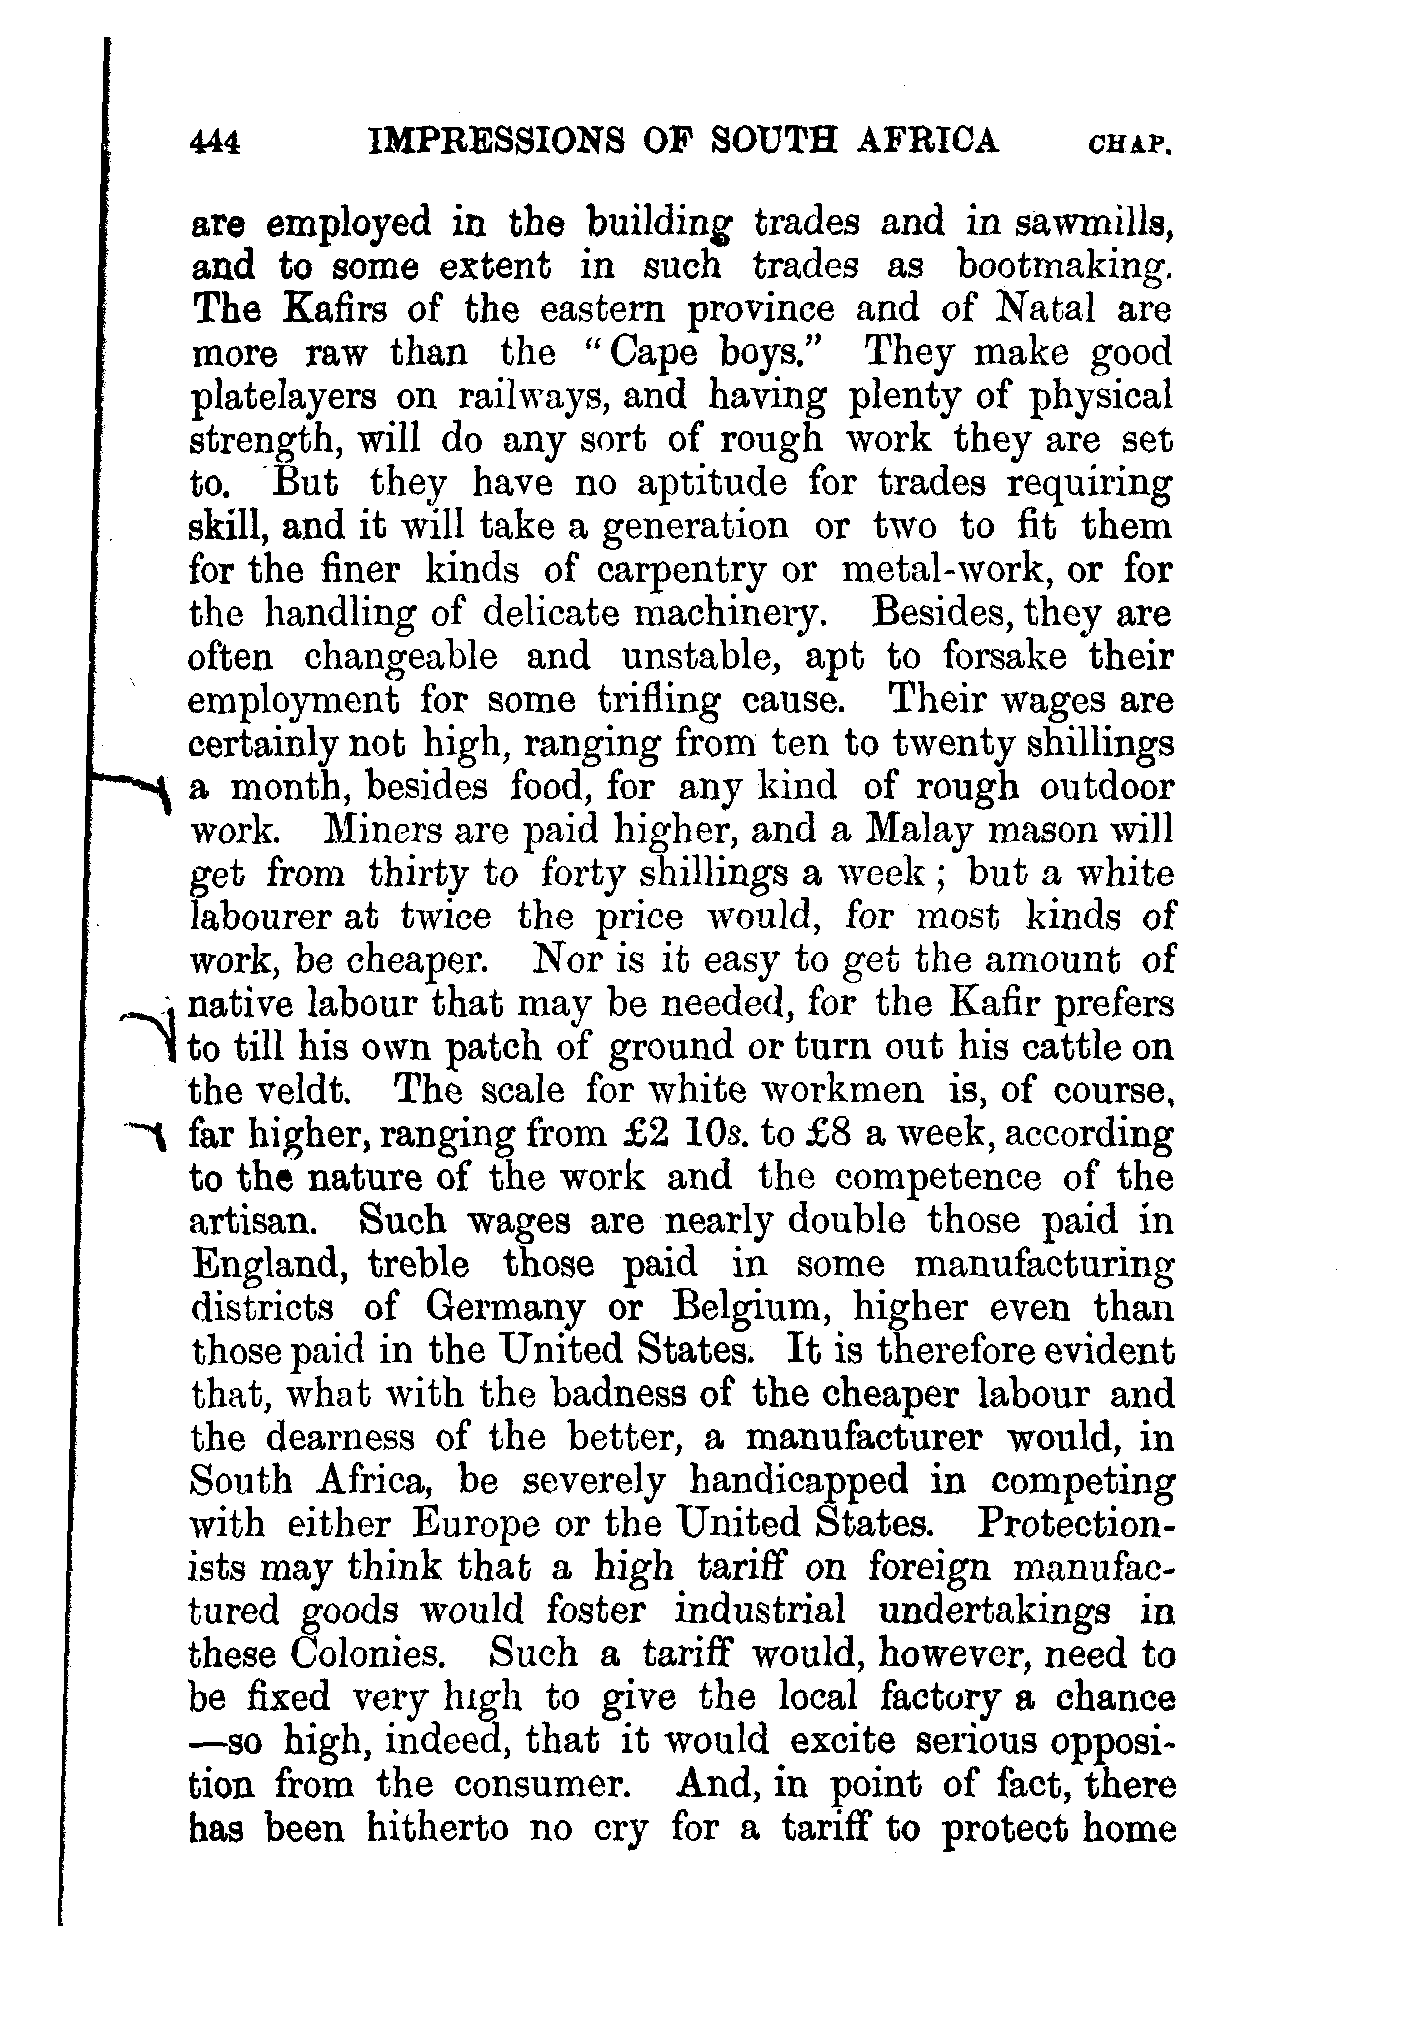 444 IMPRESSIONS OF SOUTH AFRICA CHAP.
are employed in the building trades and in sawmills,
and to some extent in such trades as bootmaking.
The Kafirs of the eastern province and of Natal are
more raw than the "Cape boys." They make good
platelayers on railways, and having plenty of physical
strength, will do any sort of rough work they are set
to. But they have no aptitude for trades requiring
skill, and it will take a generation or two to fit them
for the finer kinds of carpentry or metal-work, or for
the handling of delicate machinery. Besides, they are
often changeable and unstable, apt to forsake their
employment for some trifling cause. Their wages are
certainly not high, ranging from ten to twenty shillings
a month, besides food, for any kind of rough outdoor
work. Miners are paid higher, and a Malay mason will
get from thirty to forty shillings a week; but a white
labourer at twice the price would, for most kinds of
work, be cheaper. Nor is it easy to get the amount of
native labour that may be needed, for the Kafir prefers
to till his own patch of ground or turn out his cattle on
the veldt. The scale for white workmen is, of course,
far higher, ranging from £2 10s. to £8 a week, according
to the nature of the work and the competence of the
artisan. Such wages are nearly double those paid in
England, treble those paid in some manufacturing
districts of Germany or Belgium, higher even than
those paid in the United States. It is therefore evident
that, what with the badness of the cheaper labour and
the dearness of the better, a manufacturer would, in
South Africa, be severely handicapped in competing
with either Europe or the United States. Protection-
ists may think that a high tariff on foreign manufac-
tured goods would foster industrial undertakings in
these Colonies. Such a tariff would, however, need to
be fixed very high to give the local factory a chance
—so high, indeed, that it would excite serious opposi-
tion from the consumer. And, in point of fact, there
has been hitherto no cry for a tariff to protect home